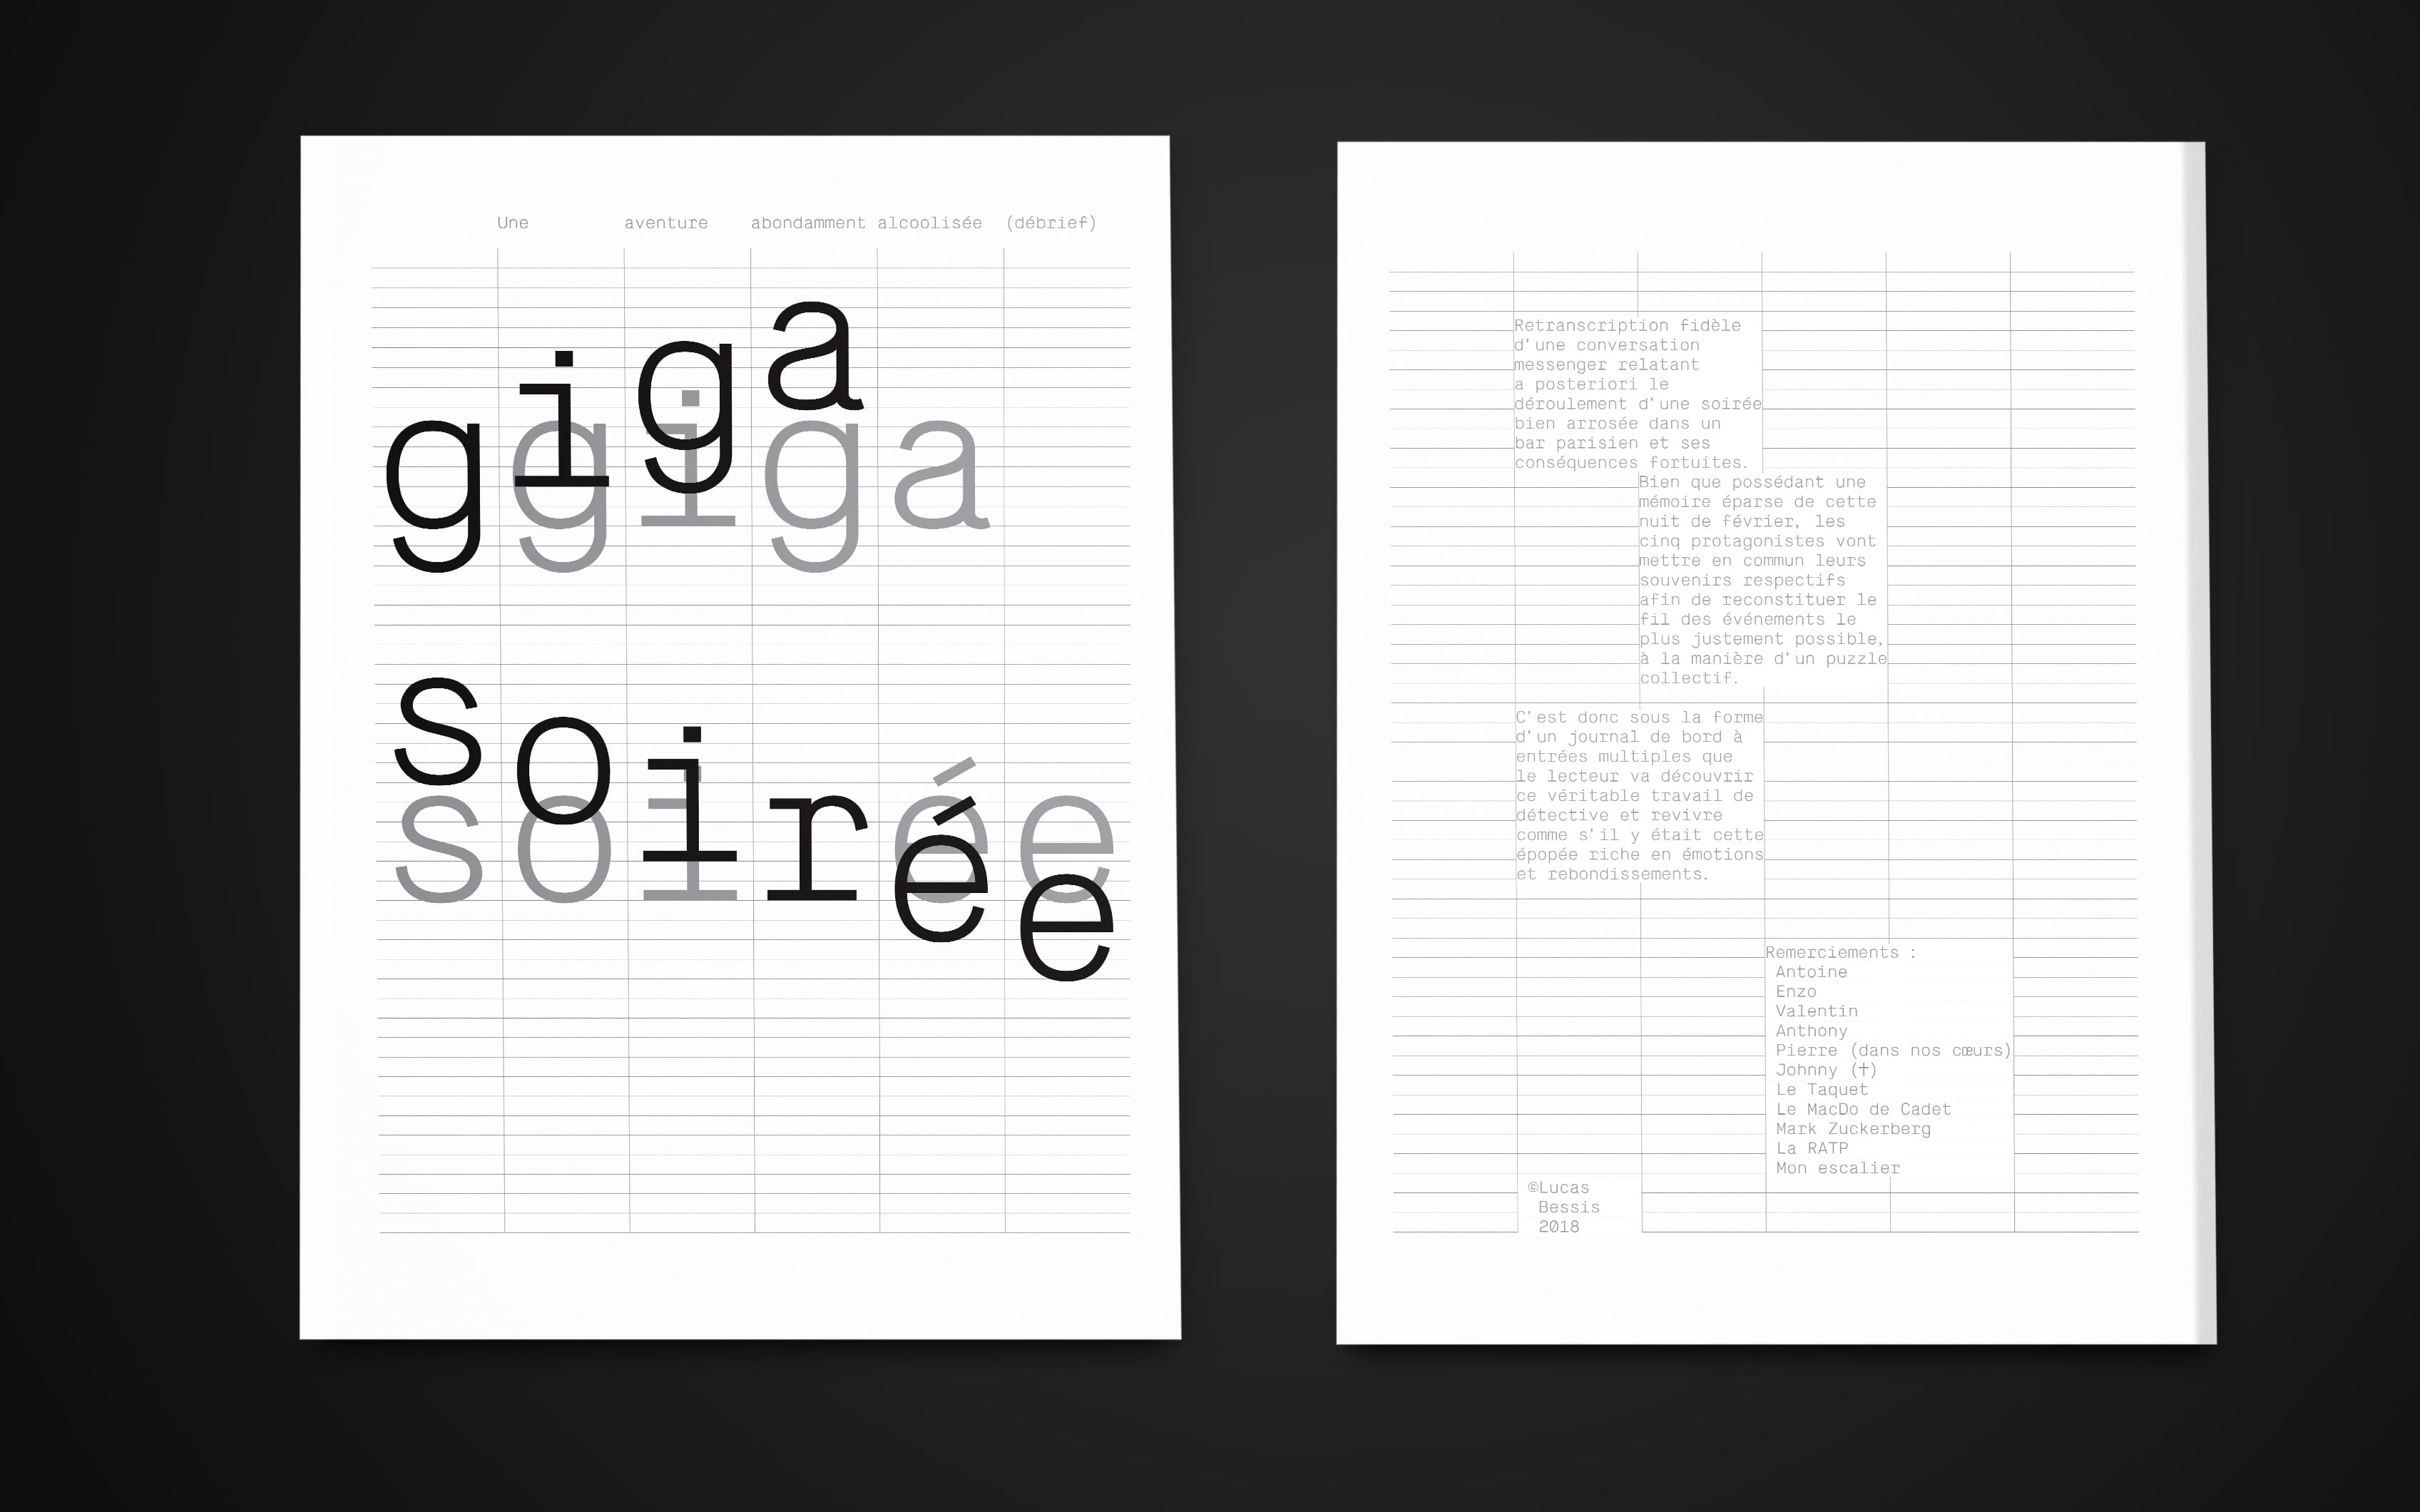 Une aventure abondamment alcoolisée (débrief)
giga
giga
soirée
soirée
Retranscription fidèle
d'une conversation
messenger relatant
a posteriori le
déroulement d'une soirée
bien arrosée dans un
bar parisien et ses
conséquences fortuites.
Bien que possédant une
mémoire éparse de cette
nuit de février, les
cinq protagonistes vont
mettre en commun leurs
souvenirs respectifs
afin de reconstituer le
fil des événements le
plus justement possible,
à la manière d'un puzzle
collectif.
C'est donc sous la forme
d'un journal de bord à
entrées multiples que
le lecteur va découvrir
ce véritable travail de
détective et revivre
comme s'il y était cette
épopée riche en émotions
et rebondissements.
Remerciements :
Antoine
Enzo
Valentin
Anthony
Pierre (dans nos cœurs)
Johnny (✝)
Le Taquet
Le MacDo de Cadet
Mark Zuckerberg
La RATP
Mon escalier
©Lucas
Bessis
2018